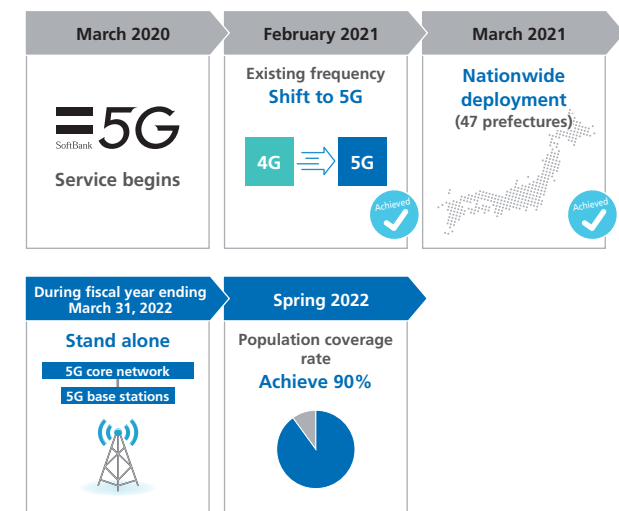 March 2020
February 2021
March 2021
SoftBank
5G
Service begins
Existing frequency
Shift to 5G
4G
5G
Achieved
Nationwide
deployment
(47 prefectures)
Achieved
During fiscal year ending
March 31, 2022
Spring 2022
Stand alone
5G core network
5G base stations
Population coverage
rate
Achieve 90%